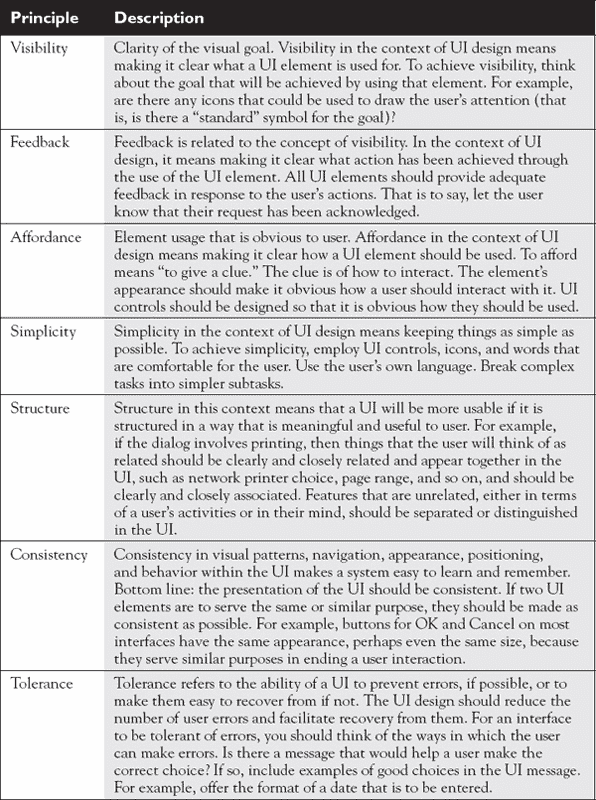 Principle Description
Visibility Clarity of the visual goal. Visibility in the context of UI design means
making it clear what a UI element is used for. To achieve visibility, think
about the goal that will be achieved by using that element. For example,
are there any icons that could be used to draw the user's attention (that
is, is there a “standard” symbol for the goal)?
Feedback Feedback is related to the concept of visibility. In the context of UI
design, it means making it clear what action has been achieved through
the use of the UI element. All UI elements should provide adequate
feedback in response to the user's actions. That is to say, let the user
know that their request has been acknowledged.
Affordance Element usage that is obvious to user. Affordance in the context of UI
design means making it clear how a UI element should be used. To afford
means “to give a clue.” The clue is of how to interact. The element's
appearance should make it obvious how a user should interact with it. UI
controls should be designed so that it is obvious how they should be used.
Simplicity Simplicity in the context of UI design means keeping things as simple as
possible. To achieve simplicity, employ UI controls, icons, and words that
are comfortable for the user. Use the user's own language. Break complex
tasks into simpler subtasks.
Structure Structure in this context means that a UI will be more usable if it is
structured in a way that is meaningful and useful to user. For example,
if the dialog involves printing, then things that the user will think of as
related should be clearly and closely related and appear together in the
UI, such as network printer choice, page range, and so on, and should be
clearly and closely associated. Features that are unrelated, either in terms
of a user's activities or in their mind, should be separated or distinguished
in the UI.
Consistency Consistency in visual patterns, navigation, appearance, positioning,
and behavior within the UI makes a system easy to learn and remember.
Bottom line: the presentation of the UI should be consistent. If two UI
elements are to serve the same or similar purpose, they should be made as
consistent as possible. For example, buttons for OK and Cancel on most
interfaces have the same appearance, perhaps even the same size, because
they serve similar purposes in ending a user interaction.
Tolerance Tolerance refers to the ability of a UI to prevent errors, if possible, or to
make them easy to recover from if not. The UI design should reduce the
number of user errors and facilitate recovery from them. For an interface
to be tolerant of errors, you should think of the ways in which the user
can make errors. Is there a message that would help a user make the
correct choice? If so, include examples of good choices in the UI message.
For example, offer the format of a date that is to be entered.